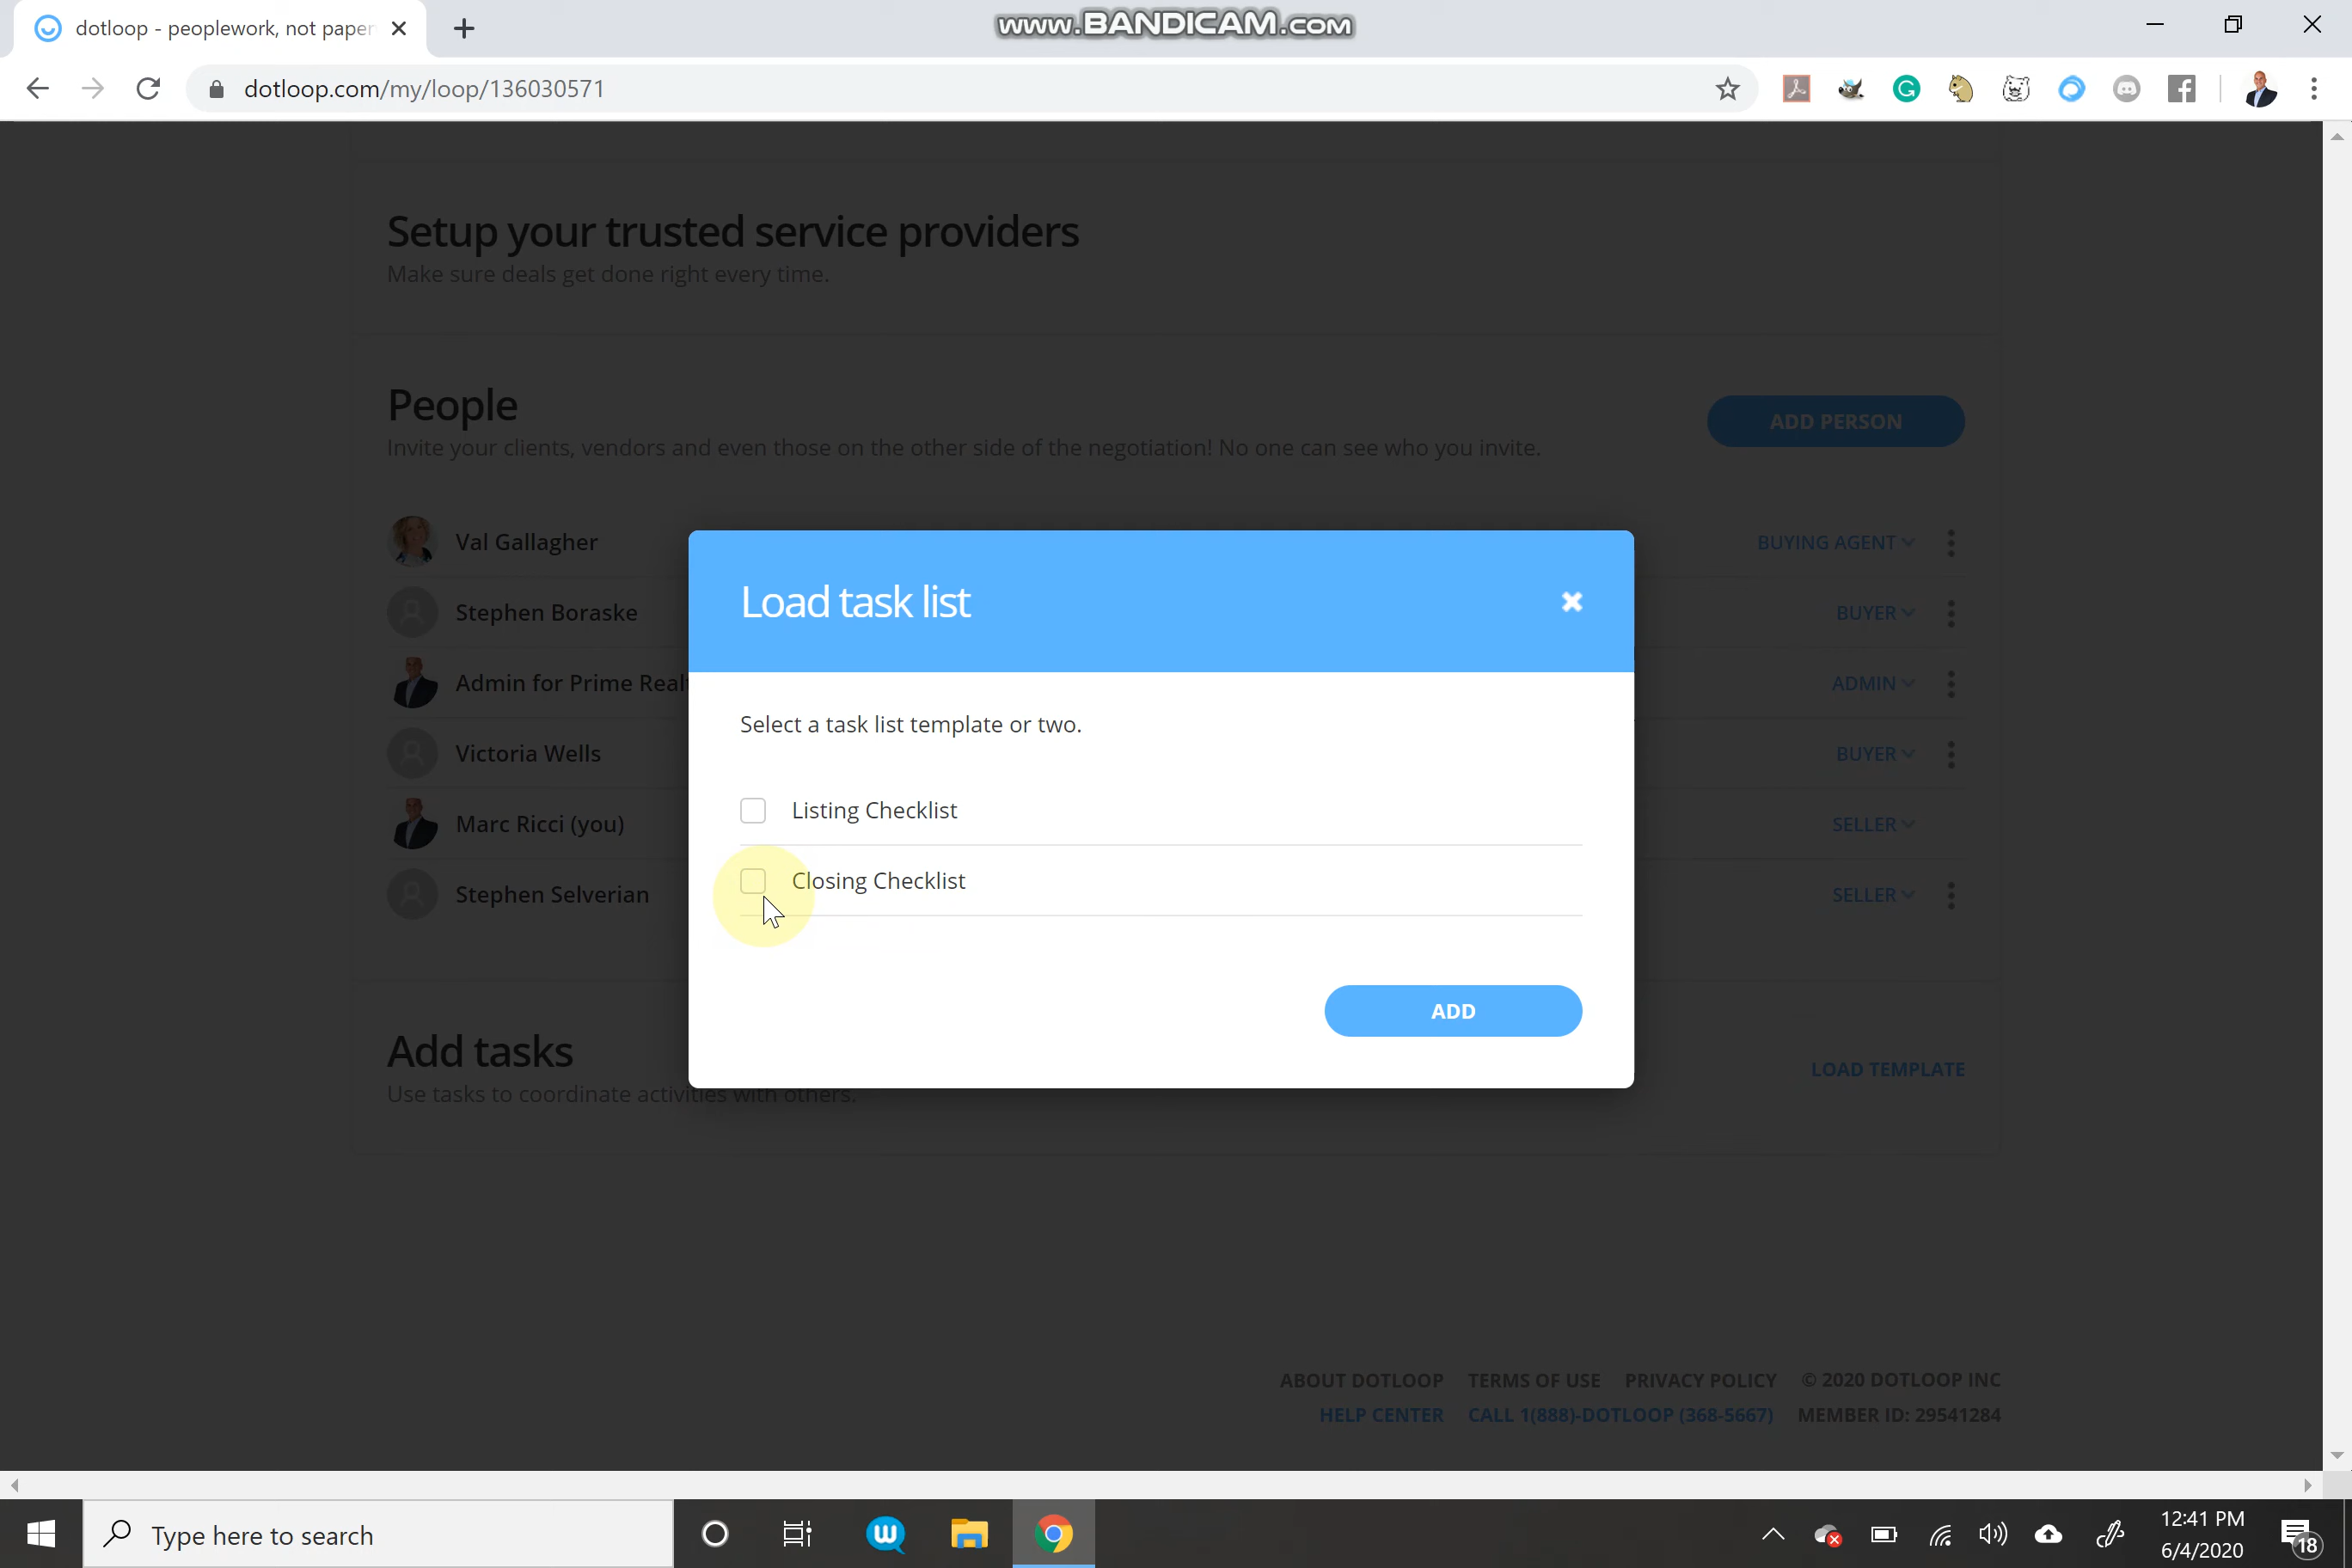 dotloop - peoplework, not paper
www.BANDICAM.com
dotloop.com/my/loop/136030571
Setup your trusted service providers
Make sure deals get done right every time.
People
ADD PERSON
Invite your clients, vendors and even those on the other side of the negotiation! No one can see who you invite.
Val Gallagher
BUYING AGENT
Stephen Boraske
BUYER
Admin for Prime Real
ADMIN
Victoria Wells
BUYER
Marc Ricci (you)
SELLER
Stephen Selverian
SELLER
Load task list
Select a task list template or two.
Listing Checklist
Closing Checklist
ADD
Add tasks
LOAD TEMPLATE
Use tasks to coordinate activities with others.
ABOUT DOTLOOP TERMS OF USE PRIVACY POLICY © 2020 DOTLOOP INC
HELP CENTER CALL 1(888)-DOTLOOP (368-5667) MEMBER ID: 29541284
Type here to search
12:41 PM
6/4/2020
18